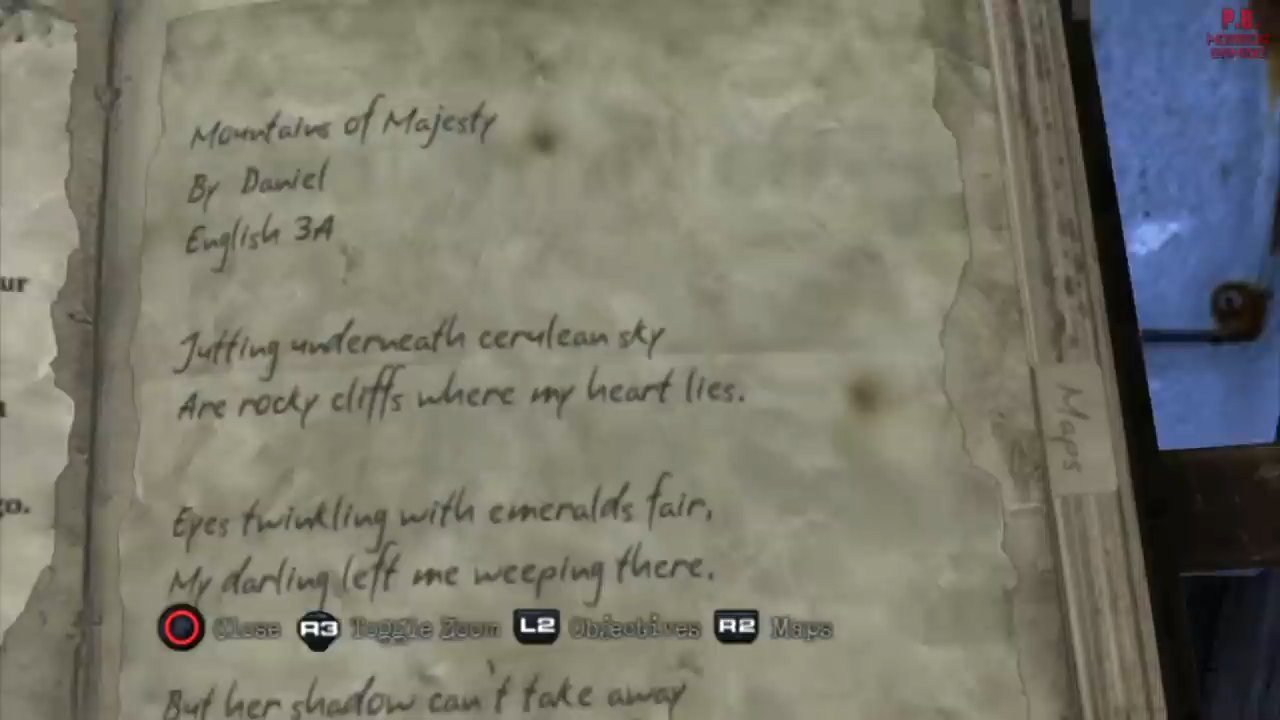 P.B.
ur
go.
Mountains of Majesty
By Daniel
English 3A
Jutting underneath cerulean sky
Are rocky cliffs where my heart lies.
Eyes twinkling with emeralds fair,
My darling left me weeping there.
Close R3 Toggle Zoom L2 Objectives R2 Maps
But her shadow can't take away
Maps